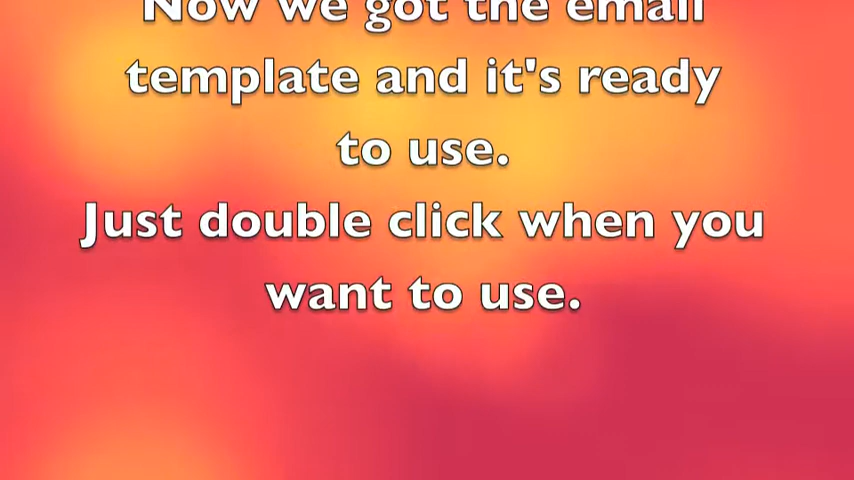 Now we got the email
template and it's ready
to use.
Just double click when you
want to use.